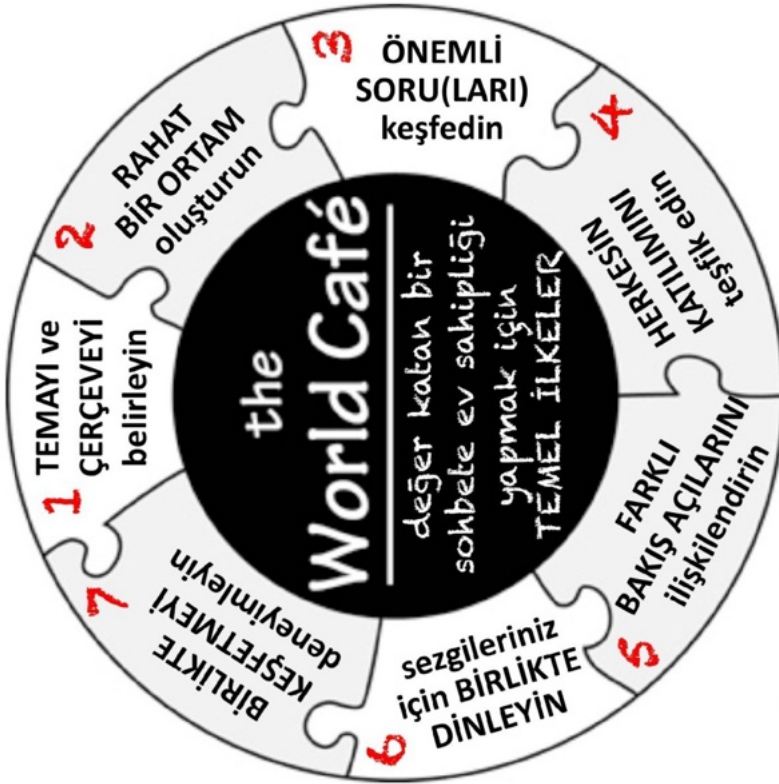 the
World Café
değer katan bir
sohbete ev sahipliği
yapmak için
TEMEL İLKELER
1
TEMAYI ve
ÇERÇEVEYİ
belirleyin
2
RAHAT
BİR ORTAM
oluşturun
3
ÖNEMLİ
SORU(LARI)
keşfedin
4
HERKESİN
KATILIMINI
teşfik edin
5
FARKLI
BAKIŞ AÇILARINI
ilişkilendirin
6
sezgileriniz
için BİRLİKTE
DİNLEYİN
7
BİRLİKTE
KEŞFETMEYİ
deneyimleyin